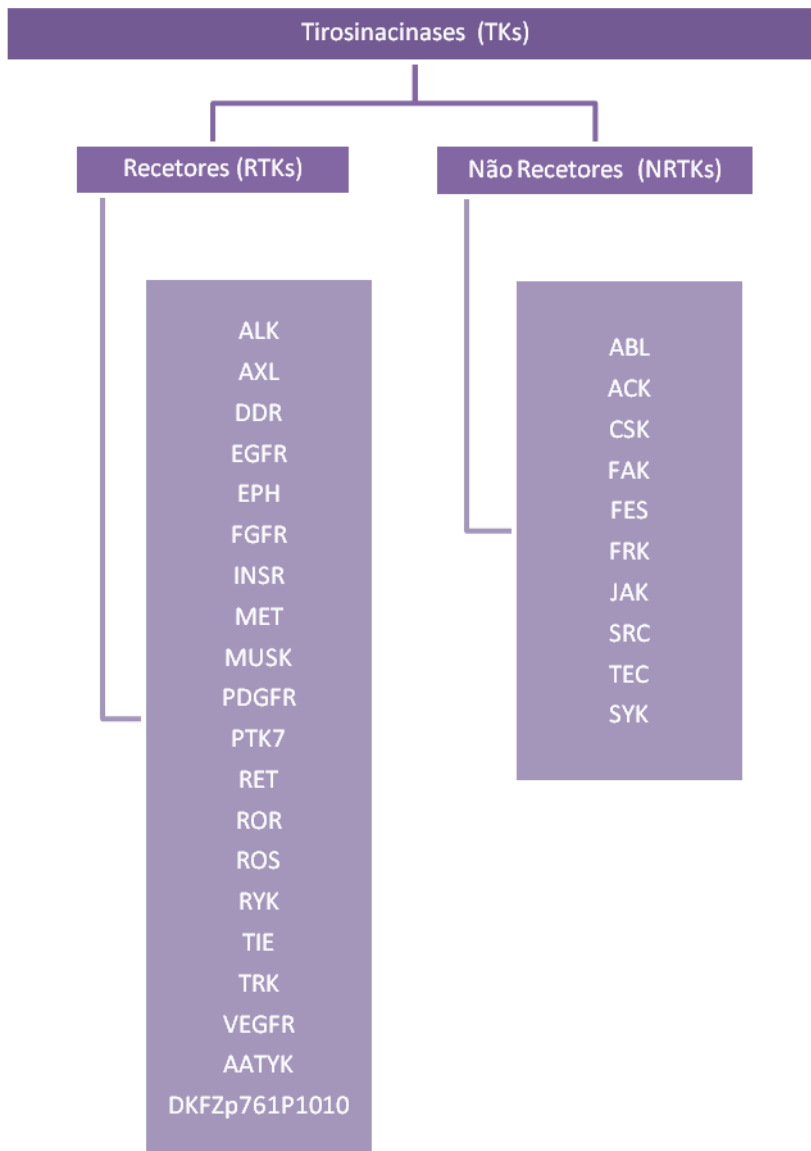 Tirosinacinases (TKs)
Recetores (RTKs)
Não Recetores (NRTKs)
ALK
AXL
DDR
EGFR
EPH
FGFR
INSR
MET
MUSK
PDGFR
PTK7
RET
ROR
ROS
RYK
TIE
TRK
VEGFR
AATYK
DKFZp761P1010
ABL
ACK
CSK
FAK
FES
FRK
JAK
SRC
TEC
SYK